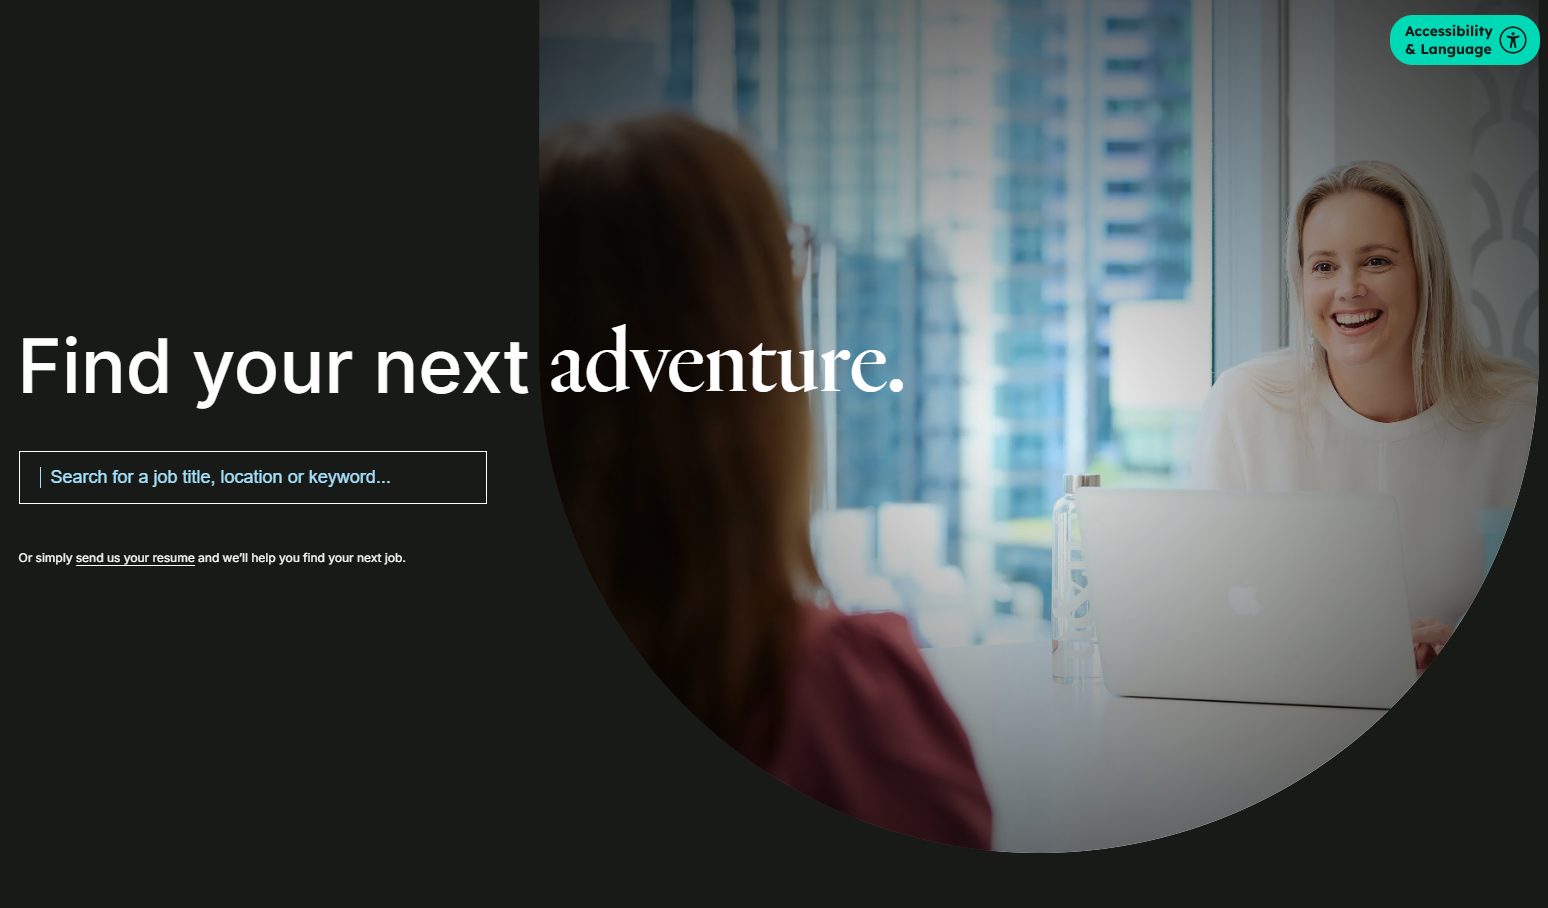 Accessibility
& Language
Find your next adventure.
Search for a job title, location or keyword...
Or simply send us your resume and we’ll help you find your next job.